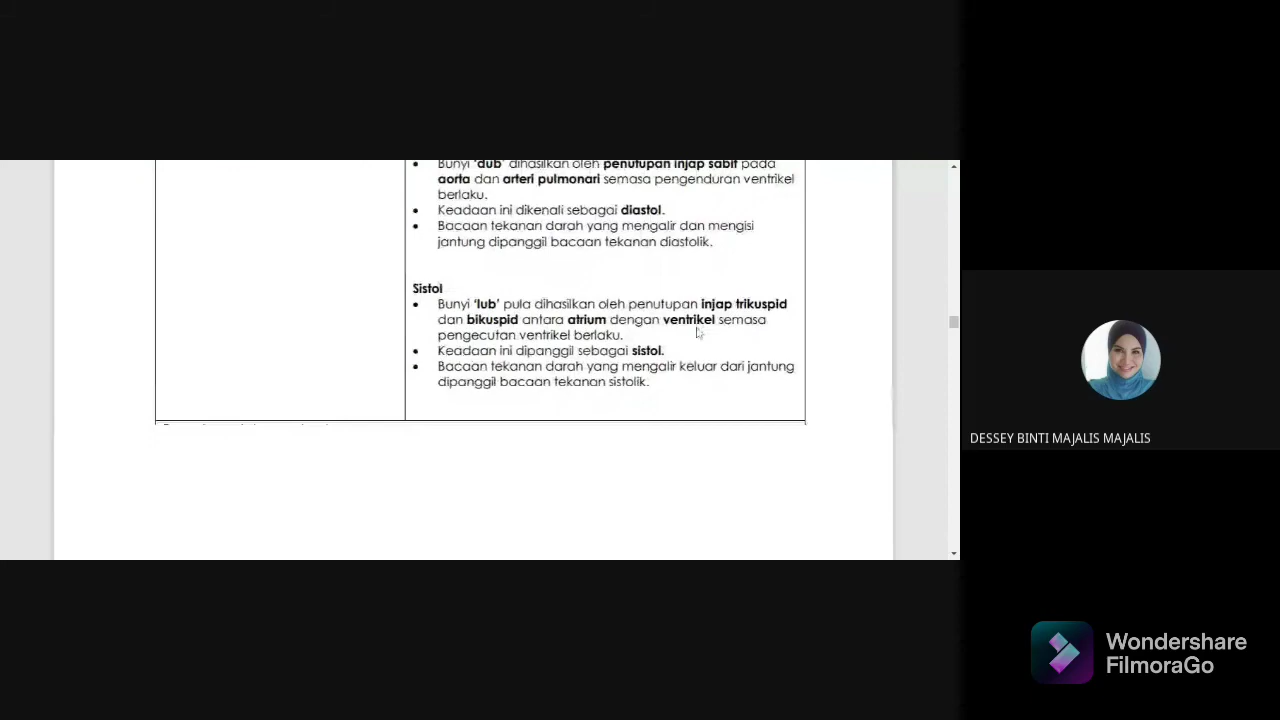 Bunyi 'dub' dihasilkan oleh penutupan injap sabit pada
aorta dan arteri pulmonari semasa pengenduran ventrikel
berlaku.
Keadaan ini dikenali sebagai diastol.
Bacaan tekanan darah yang mengalir dan mengisi
jantung dipanggil bacaan tekanan diastolik.
Sistol
Bunyi 'lub' pula dihasilkan oleh penutupan injap trikuspid
dan bikuspid antara atrium dengan ventrikel semasa
pengecutan ventrikel berlaku.
Keadaan ini dipanggil sebagai sistol.
Bacaan tekanan darah yang mengalir keluar dari jantung
dipanggil bacaan tekanan sistolik.
DESSEY BINTI MAJALIS MAJALIS
Wondershare
FilmoraGo